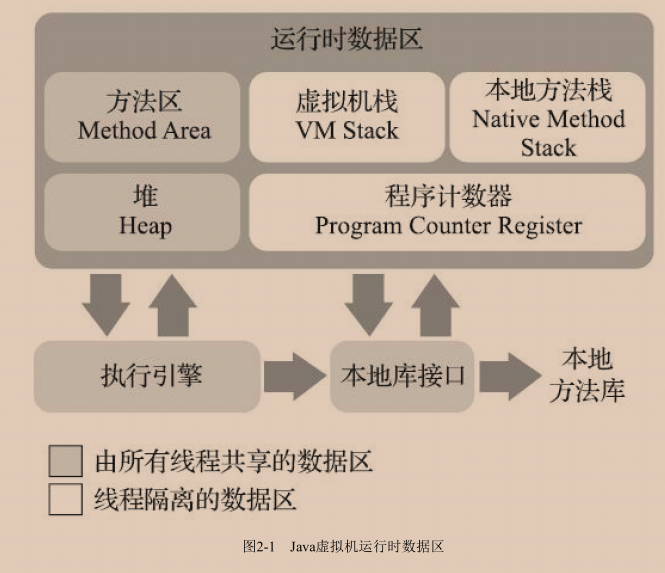 运行时数据区
方法区
Method Area
虚拟机栈
VM Stack
本地方法栈
Native Method
Stack
堆
Heap
程序计数器
Program Counter Register
执行引擎
本地库接口
本地
方法库
由所有线程共享的数据区
线程隔离的数据区
图2-1 Java虚拟机运行时数据区